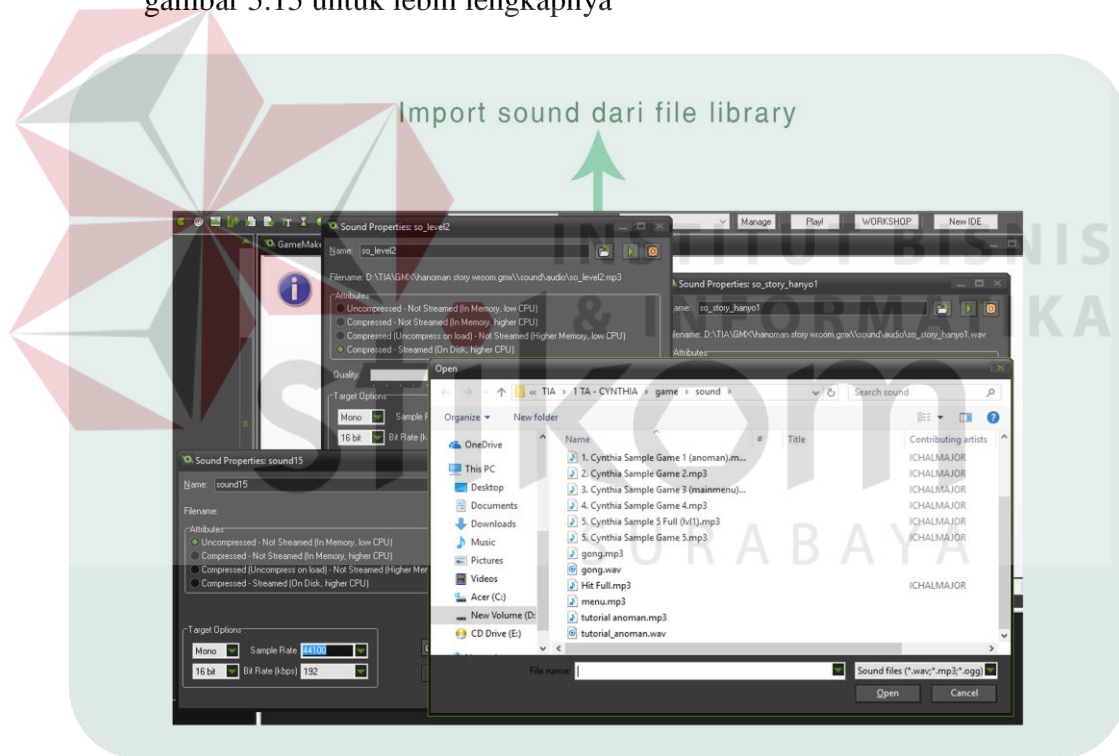 gambar 5.15 untuk lebih lengkapnya
Import sound dari file library
Manage Play! WORKSHOP New IDE
INSTITUT BISNIS
& INFORMATIKA
stikom
SURABAYA
Sound Properties: so_level2
Name: so_level2
Filename: D:\TIA\GMX\hanoman story wroom.gmx\\sound\audio\so_level2.mp3
Attributes
Uncompressed - Not Streamed (In Memory, low CPU)
Compressed - Not Streamed (In Memory, higher CPU)
Compressed (Uncompress on load) - Not Streamed (Higher Memory, low CPU)
Compressed - Streamed (On Disk, higher CPU)
Quality:
Target Options
Mono Sample
16 bit Bit Rate
Sound Properties: so_story_hanyo1
so_story_hanyo1
D:\TIA\GMX\hanoman story wroom.gmx\\sound\audio\so_story_hanyo1.wav
Attributes
Sound Properties: sound15
Name: sound15
Filename:
Attributes
Uncompressed - Not Streamed (In Memory, low CPU)
Compressed - Not Streamed (In Memory, higher CPU)
Compressed (Uncompress on load) - Not Streamed (Higher
Compressed - Streamed (On Disk, higher CPU)
Target Options
Mono Sample Rate 44100
16 bit Bit Rate (kbps) 192
Open
« TIA > 1 TA - CYNTHIA > game > sound > Search sound
Organize New folder
OneDrive
This PC
Desktop
Documents
Downloads
Music
Pictures
Videos
Acer (C:)
New Volume (D:
CD Drive (E:)
Name # Title Contributing artists
1. Cynthia Sample Game 1 (anoman).m... ICHALMAJOR
2. Cynthia Sample Game 2.mp3 ICHALMAJOR
3. Cynthia Sample Game 3 (mainmenu)... ICHALMAJOR
4. Cynthia Sample Game 4.mp3 ICHALMAJOR
5. Cynthia Sample 5 Full (lvl1).mp3 ICHALMAJOR
5. Cynthia Sample Game 5.mp3 ICHALMAJOR
gong.mp3
gong.wav
Hit Full.mp3 ICHALMAJOR
menu.mp3
tutorial anoman.mp3
tutorial_anoman.wav
File name: Sound files (*.wav;*.mp3;*.ogg)
Open Cancel